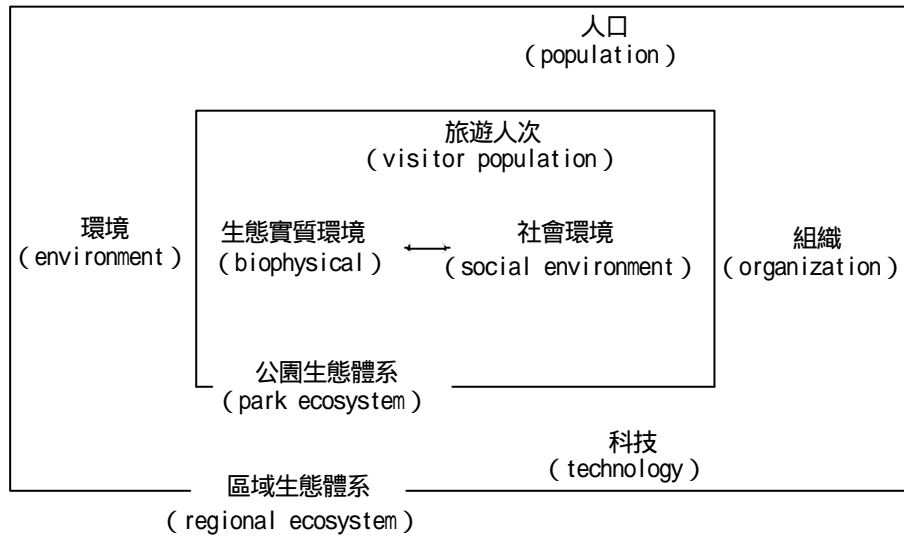 人口
（population）
旅遊人次
（visitor population）
環境
（environment）
生態實質環境
（biophysical）
社會環境
（social environment）
組織
（organization）
公園生態體系
（park ecosystem）
科技
（technology）
區域生態體系
（regional ecosystem）